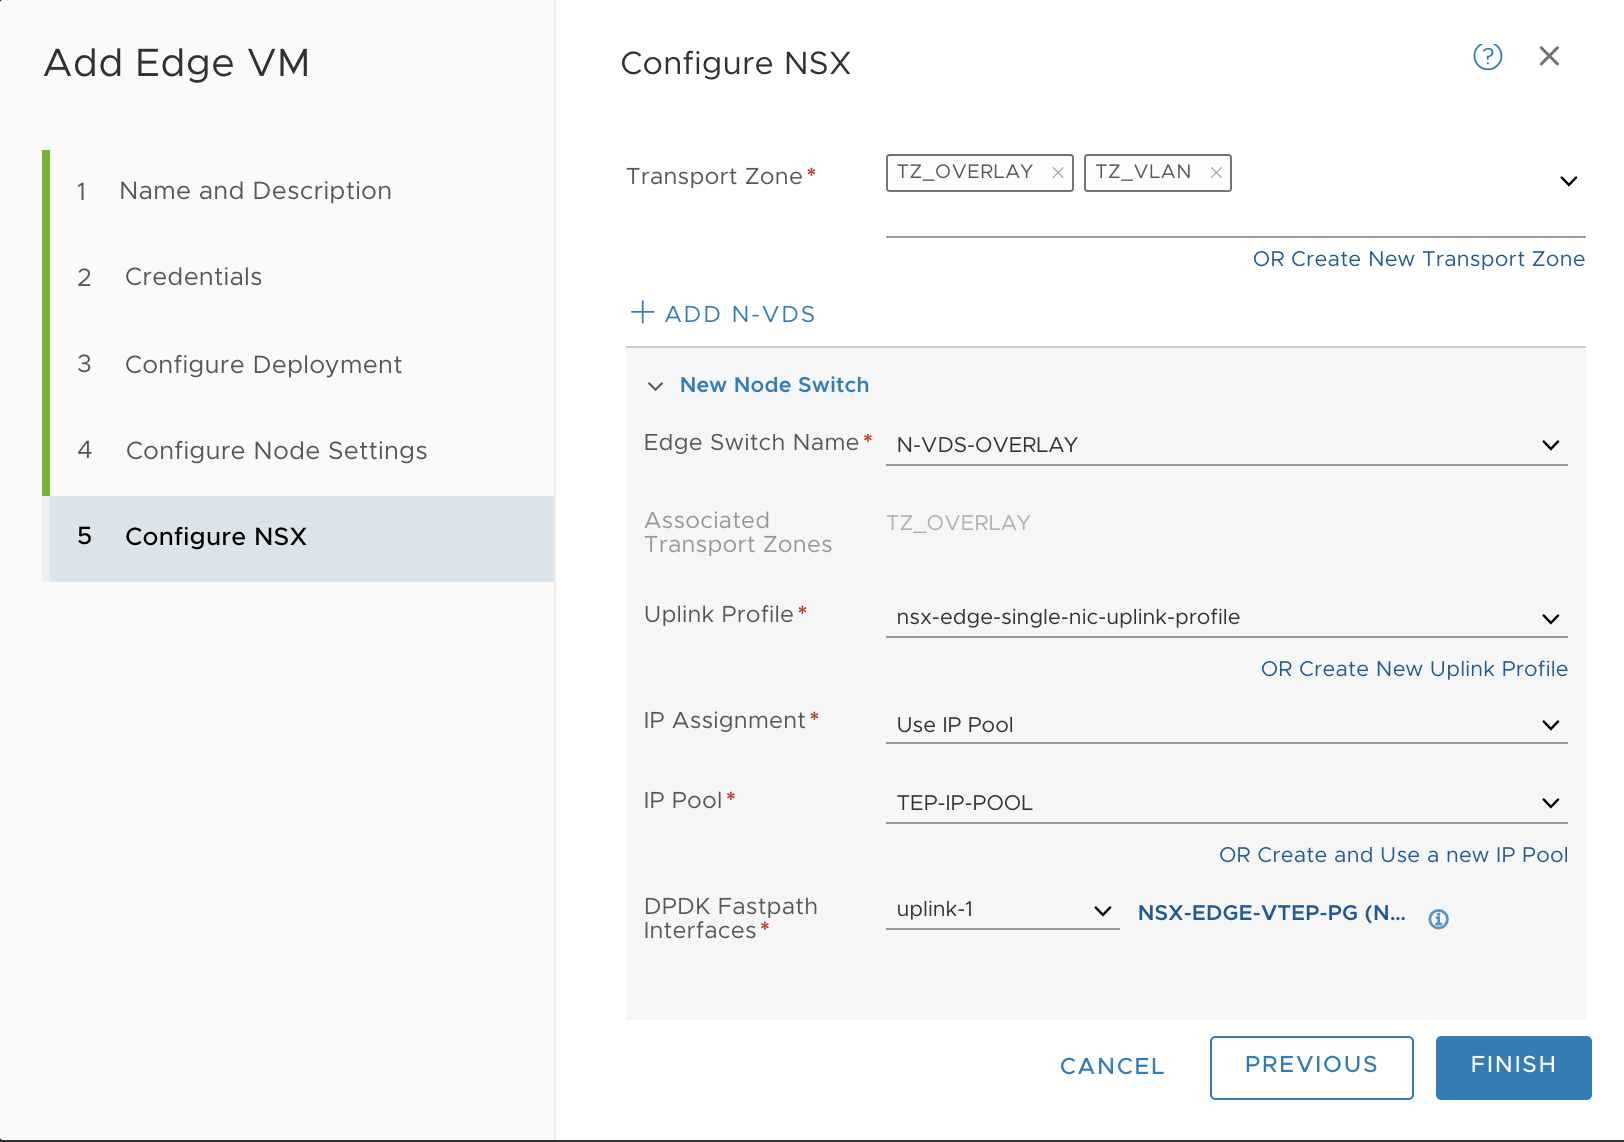 Add Edge VM
1 Name and Description
2 Credentials
3 Configure Deployment
4 Configure Node Settings
5 Configure NSX
Configure NSX
Transport Zone* TZ_OVERLAY × TZ_VLAN ×
OR Create New Transport Zone
+ ADD N-VDS
New Node Switch
Edge Switch Name* N-VDS-OVERLAY
Associated
Transport Zones
TZ_OVERLAY
Uplink Profile* nsx-edge-single-nic-uplink-profile
OR Create New Uplink Profile
IP Assignment* Use IP Pool
IP Pool* TEP-IP-POOL
OR Create and Use a new IP Pool
DPDK Fastpath
Interfaces*
uplink-1 NSX-EDGE-VTEP-PG (N...
CANCEL PREVIOUS FINISH